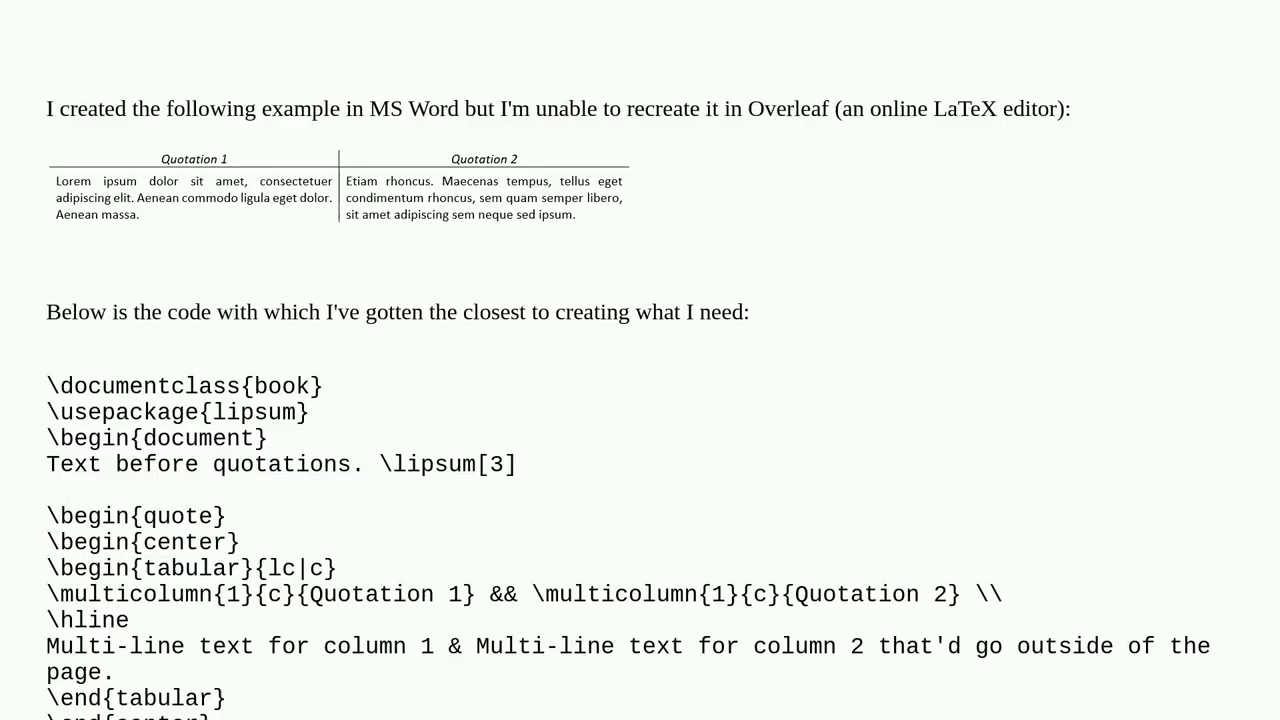 I created the following example in MS Word but I'm unable to recreate it in Overleaf (an online LaTeX editor):
Quotation 1 Quotation 2
Lorem ipsum dolor sit amet, consectetuer Etiam rhoncus. Maecenas tempus, tellus eget
adipiscing elit. Aenean commodo ligula eget dolor. condimentum rhoncus, sem quam semper libero,
Aenean massa. sit amet adipiscing sem neque sed ipsum.
Below is the code with which I've gotten the closest to creating what I need:
\documentclass{book}
\usepackage{lipsum}
\begin{document}
Text before quotations. \lipsum[3]
\begin{quote}
\begin{center}
\begin{tabular}{lc|c}
\multicolumn{1}{c}{Quotation 1} && \multicolumn{1}{c}{Quotation 2} \\
\hline
Multi-line text for column 1 & Multi-line text for column 2 that'd go outside of the
page.
\end{tabular}
\end{center}